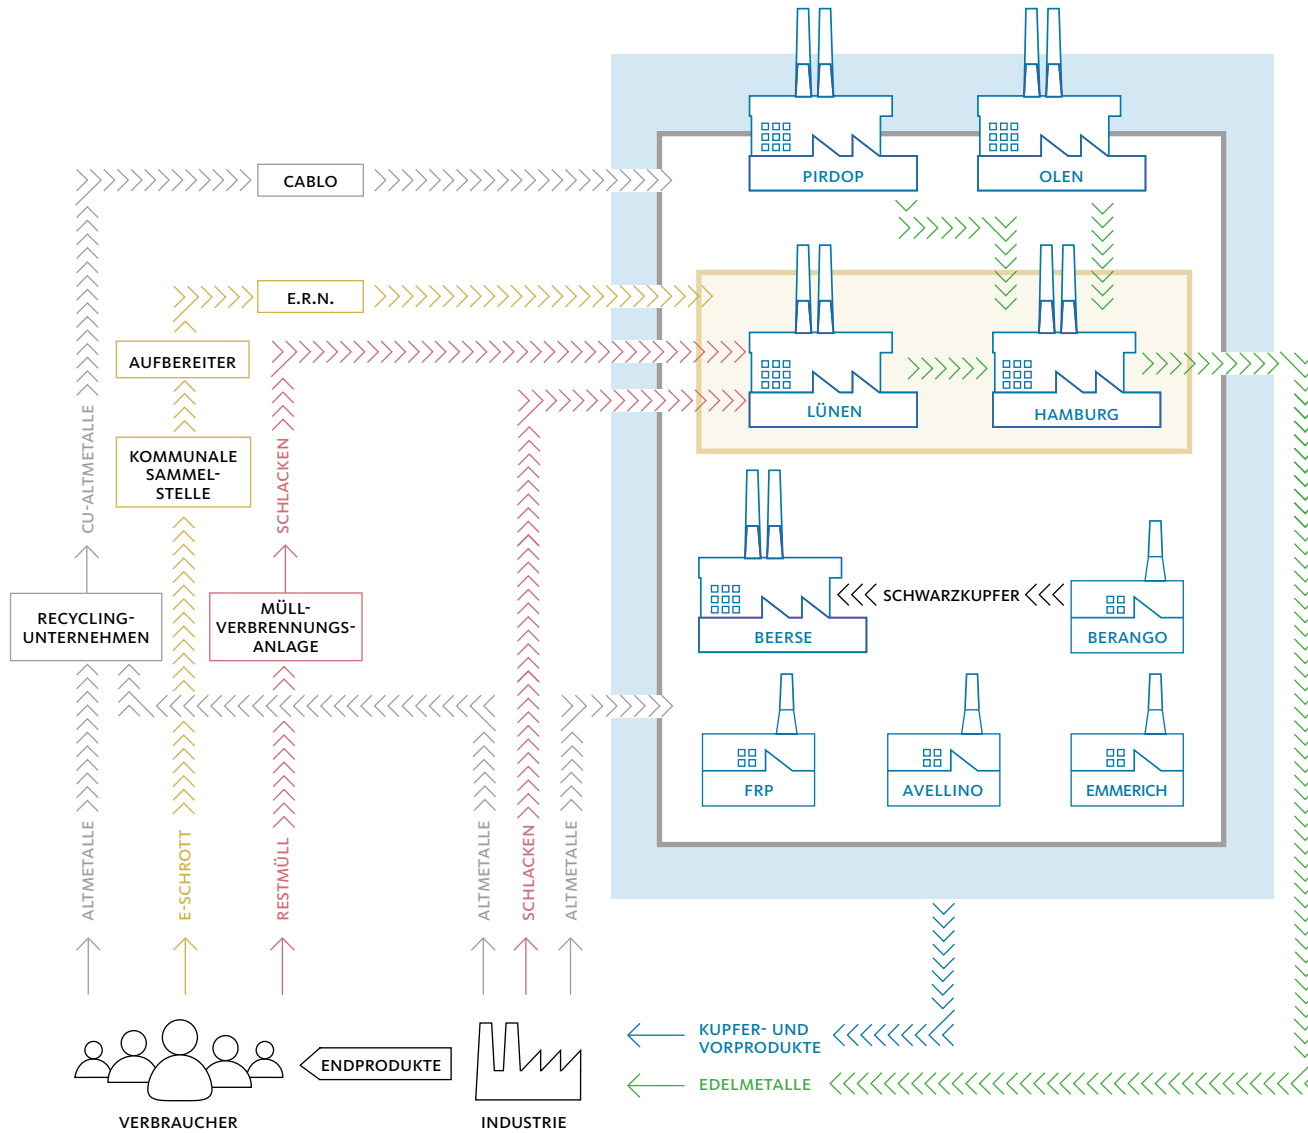 PIRDOP
OLEN
CABLO
E.R.N.
AUFBEREITER
LÜNEN
HAMBURG
CU-ALTMETALLE
KOMMUNALE
SAMMEL-
STELLE
SCHLACKEN
RECYCLING-
UNTERNEHMEN
MÜLL-
VERBRENNUNGS-
ANLAGE
SCHWARZKUPFER
BEERSE
BERANGO
FRP
AVELLINO
EMMERICH
ALTMETALLE
E-SCHROTT
RESTMÜLL
ALTMETALLE
SCHLACKEN
ALTMETALLE
KUPFER- UND
VORPRODUKTE
ENDPRODUKTE
EDELMETALLE
VERBRAUCHER
INDUSTRIE